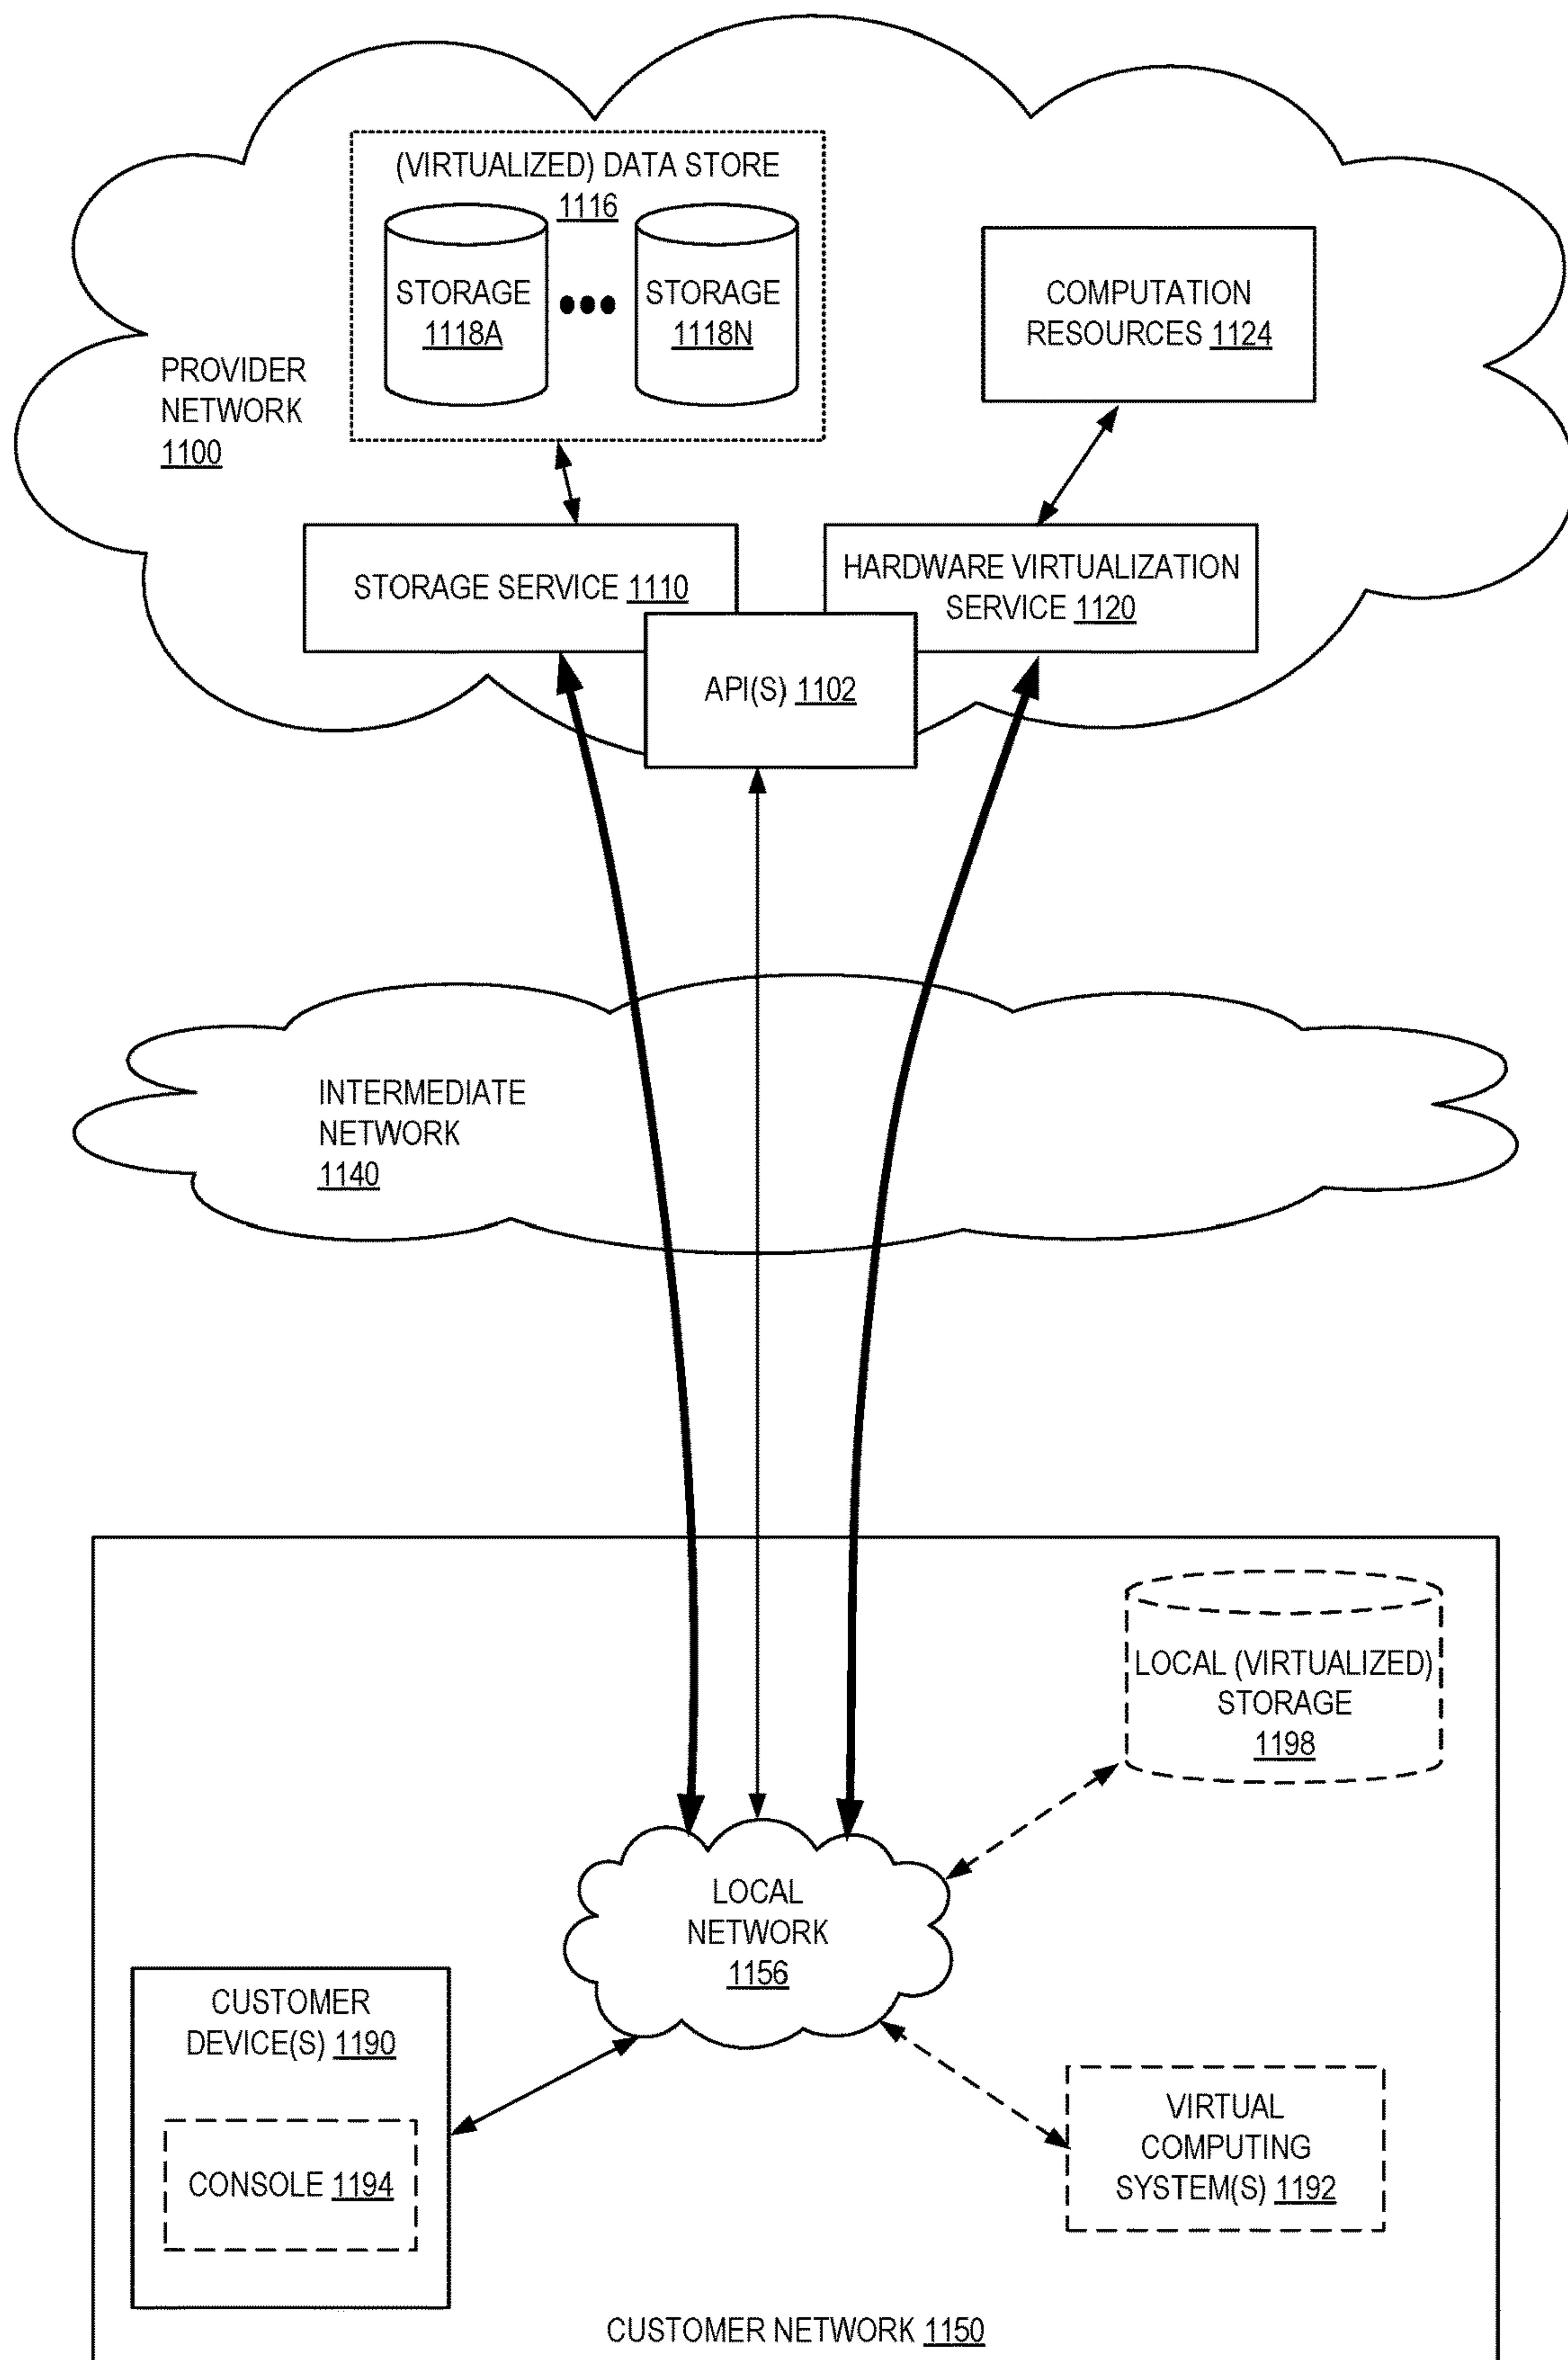 (VIRTUALIZED) DATA STORE
1116
STORAGE
1118A
STORAGE
1118N
COMPUTATION
RESOURCES 1124
PROVIDER
NETWORK
1100
STORAGE SERVICE 1110
HARDWARE VIRTUALIZATION
SERVICE 1120
API(S) 1102
INTERMEDIATE
NETWORK
1140
LOCAL (VIRTUALIZED)
STORAGE
1198
LOCAL
NETWORK
1156
CUSTOMER
DEVICE(S) 1190
CONSOLE 1194
VIRTUAL
COMPUTING
SYSTEM(S) 1192
CUSTOMER NETWORK 1150